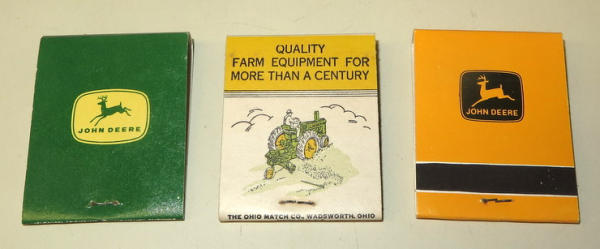 JOHN DEERE
QUALITY
FARM EQUIPMENT FOR
MORE THAN A CENTURY
THE OHIO MATCH CO., WADSWORTH, OHIO
JOHN DEERE